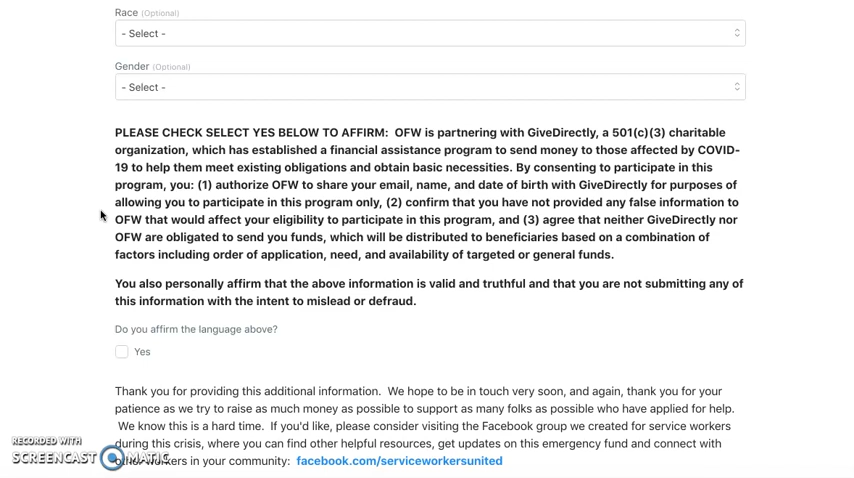 Race (Optional)
- Select -
Gender (Optional)
- Select -
PLEASE CHECK SELECT YES BELOW TO AFFIRM:  OFW is partnering with GiveDirectly, a 501(c)(3) charitable
organization, which has established a financial assistance program to send money to those affected by COVID-
19 to help them meet existing obligations and obtain basic necessities. By consenting to participate in this
program, you: (1) authorize OFW to share your email, name, and date of birth with GiveDirectly for purposes of
allowing you to participate in this program only, (2) confirm that you have not provided any false information to
OFW that would affect your eligibility to participate in this program, and (3) agree that neither GiveDirectly nor
OFW are obligated to send you funds, which will be distributed to beneficiaries based on a combination of
factors including order of application, need, and availability of targeted or general funds.
You also personally affirm that the above information is valid and truthful and that you are not submitting any of
this information with the intent to mislead or defraud.
Do you affirm the language above?
Yes
Thank you for providing this additional information.  We hope to be in touch very soon, and again, thank you for your
patience as we try to raise as much money as possible to support as many folks as possible who have applied for help.
We know this is a hard time.  If you'd like, please consider visiting the Facebook group we created for service workers
during this crisis, where you can find other helpful resources, get updates on this emergency fund and connect with
other workers in your community:  facebook.com/serviceworkersunited
RECORDED WITH
SCREENCAST MATIC